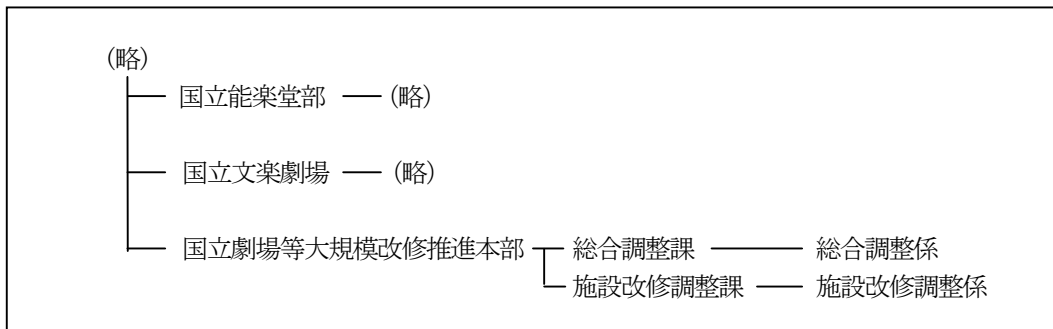 (略)
国立能楽堂部 (略)
国立文楽劇場 (略)
国立劇場等大規模改修推進本部 総合調整課 総合調整係
施設改修調整課 施設改修調整係